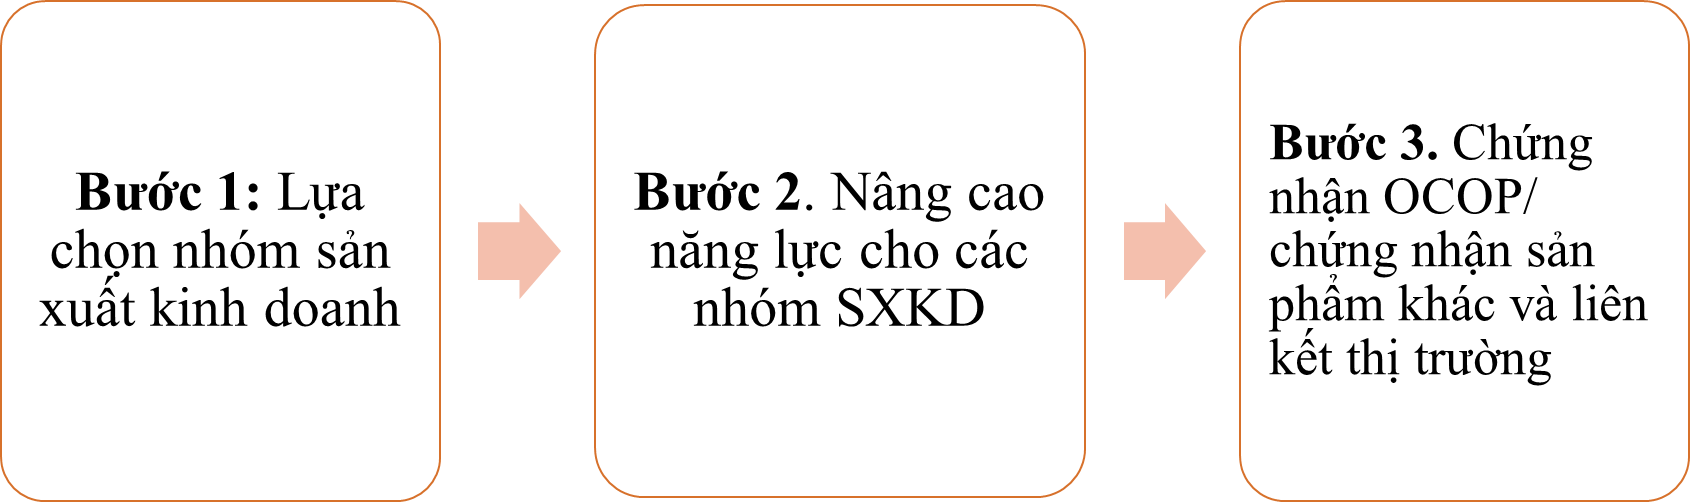 Bước 1: Lựa
chọn nhóm sản
xuất kinh doanh
Bước 2. Nâng cao
năng lực cho các
nhóm SXKD
Bước 3. Chứng
nhận OCOP/
chứng nhận sản
phẩm khác và liên
kết thị trường